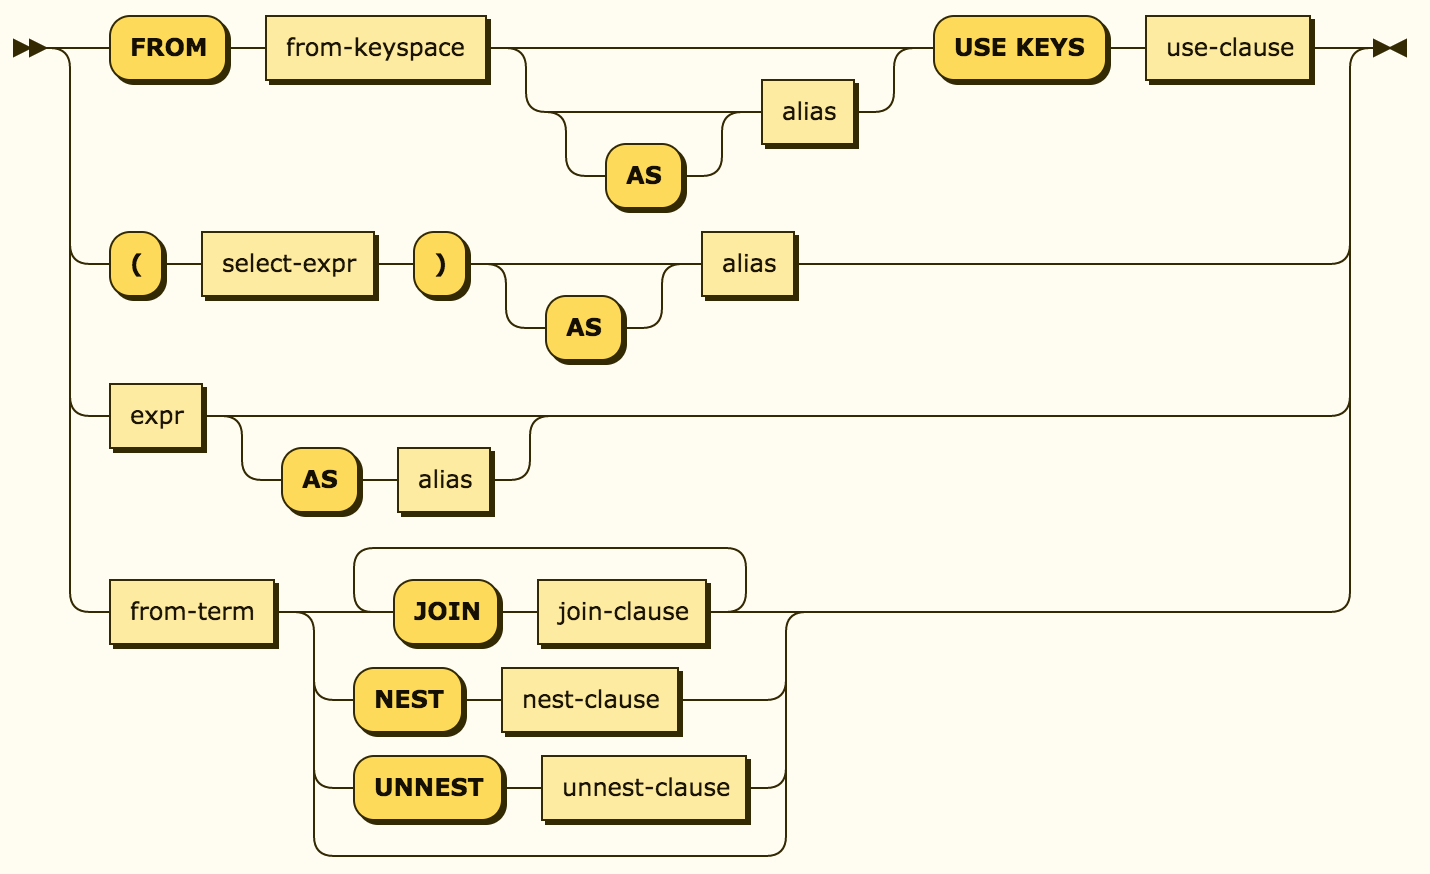 FROM from-keyspace USE KEYS use-clause
alias
AS
( select-expr ) alias
AS
expr
AS alias
from-term JOIN join-clause
NEST nest-clause
UNNEST unnest-clause